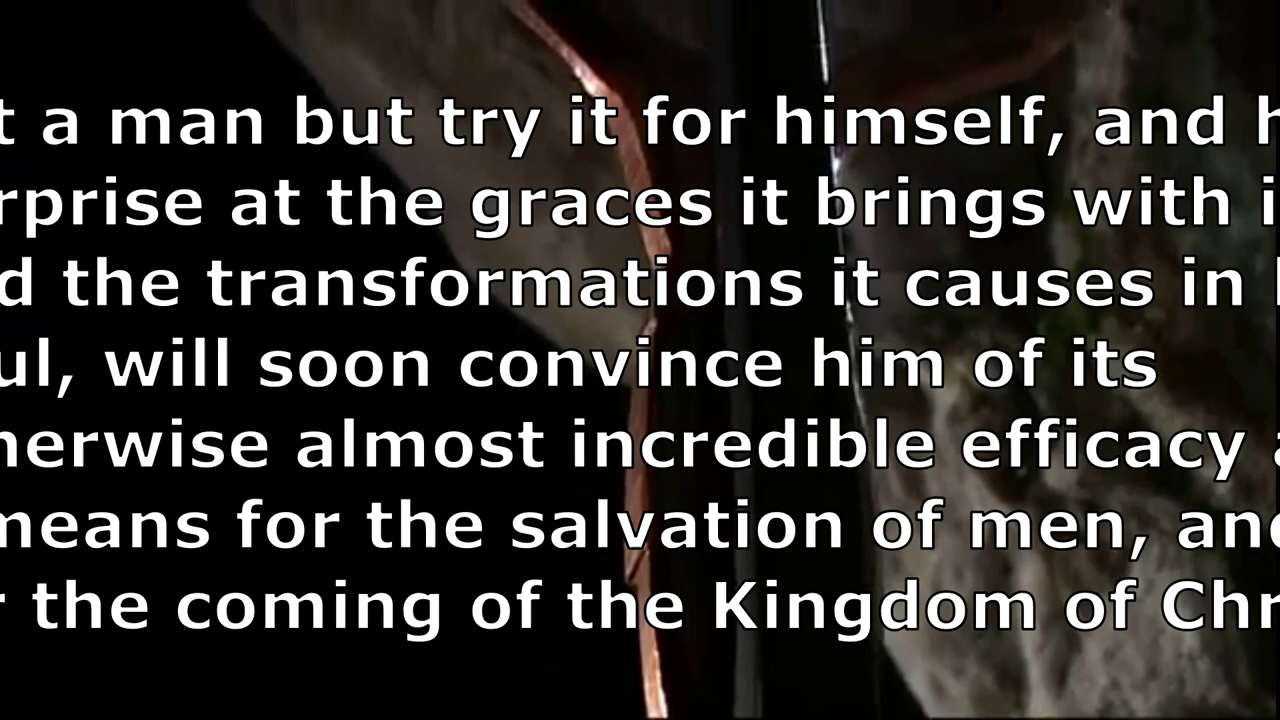 t a man but try it for himself, and h
rprise at the graces it brings with i
d the transformations it causes in
ul, will soon convince him of its
herwise almost incredible efficacy a
means for the salvation of men, and
r the coming of the Kingdom of Chr